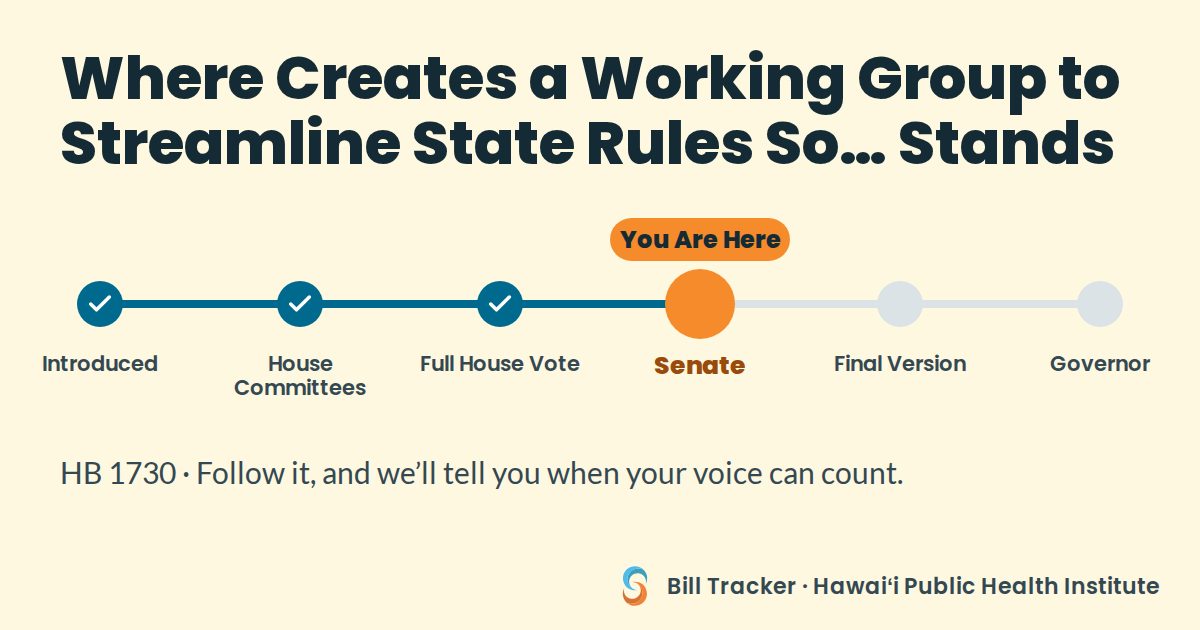 Where Creates a Working Group to
Streamline State Rules So... Stands
You Are Here
Introduced
House
Committees
Full House Vote
Senate
Final Version
Governor
HB 1730 · Follow it, and we’ll tell you when your voice can count.
Bill Tracker · Hawaiʻi Public Health Institute